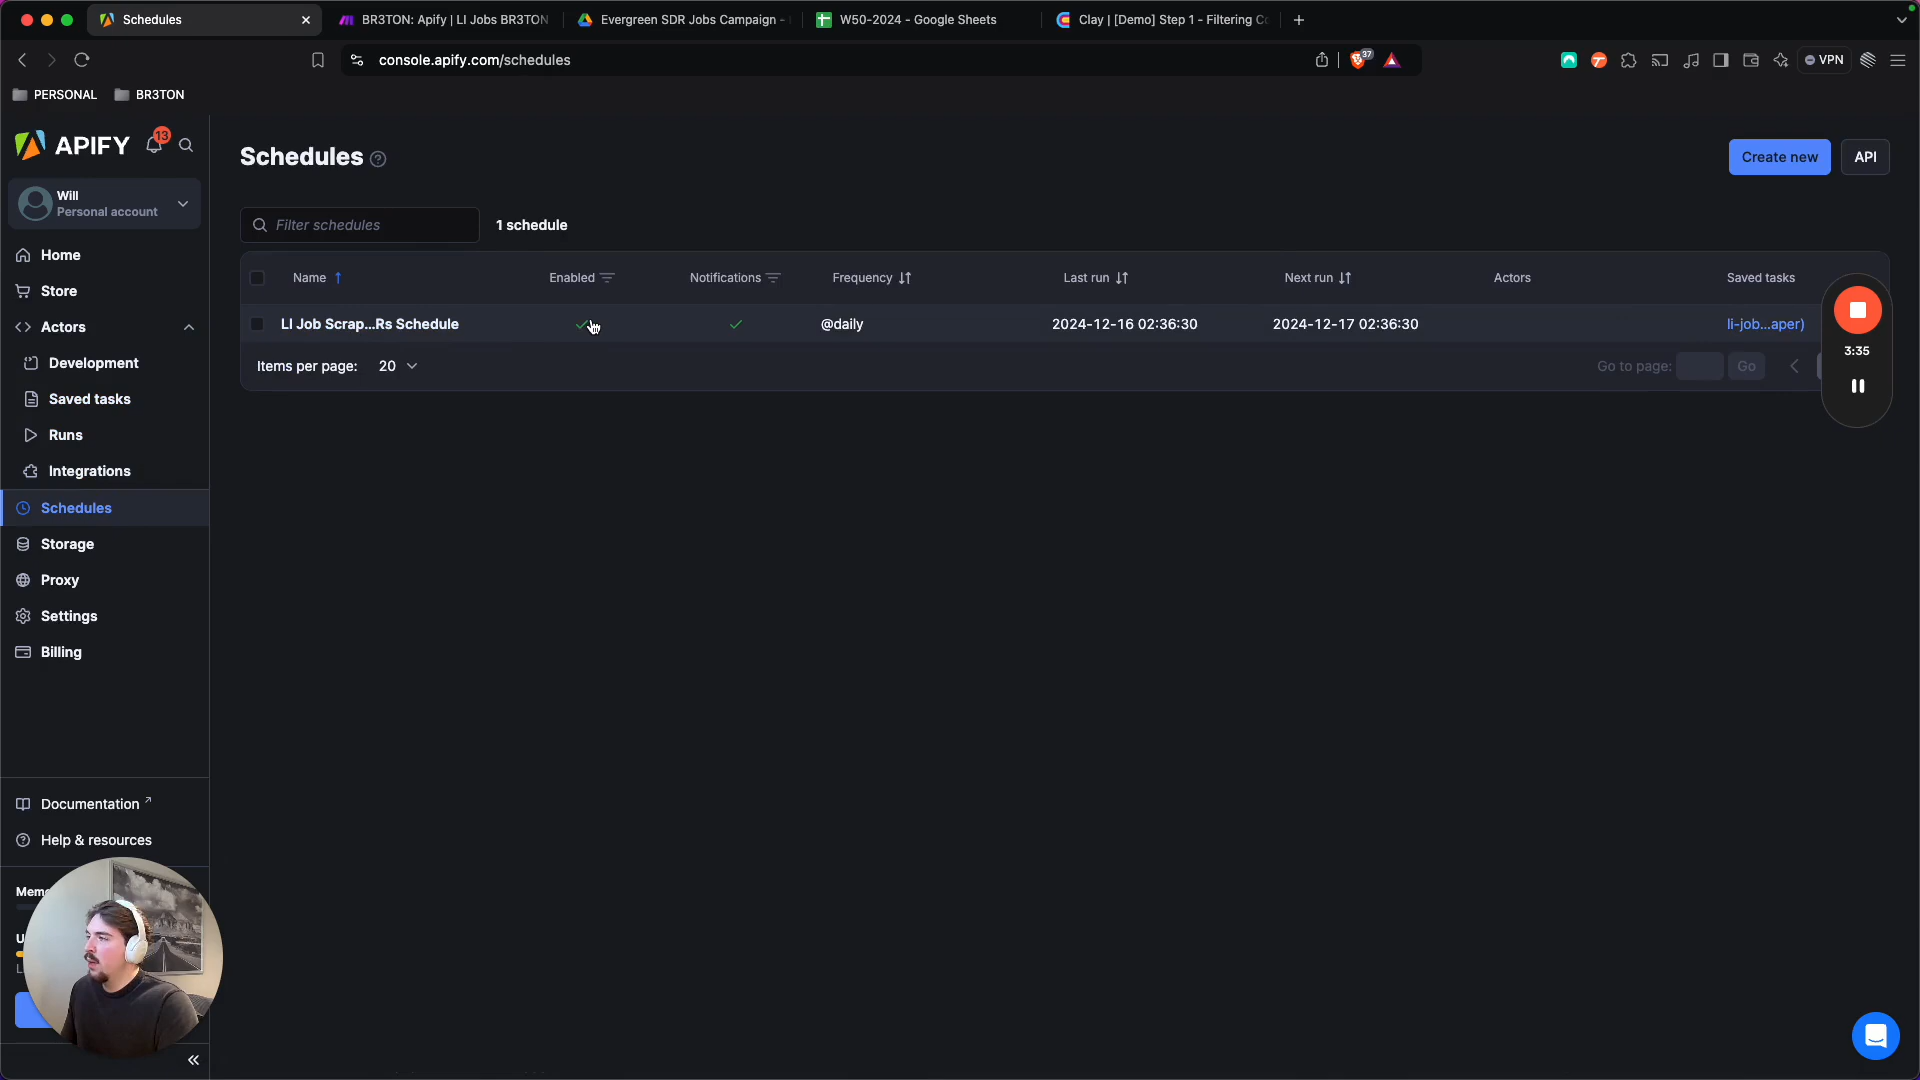 Schedules
BR3TON: Apify | LI Jobs BR3TON
Evergreen SDR Jobs Campaign -
W50-2024 - Google Sheets
Clay | [Demo] Step 1 - Filtering Co
console.apify.com/schedules
37
VPN
PERSONAL
BR3TON
APIFY
13
Will
Personal account
Home
Store
Actors
Development
Saved tasks
Runs
Integrations
Schedules
Storage
Proxy
Settings
Billing
Documentation
Help & resources
Schedules
Create new
API
Filter schedules
1 schedule
Name
Enabled
Notifications
Frequency
Last run
Next run
Actors
Saved tasks
LI Job Scrap...Rs Schedule
@daily
2024-12-16 02:36:30
2024-12-17 02:36:30
li-job...aper)
Items per page:
20
Go to page:
Go
3:35